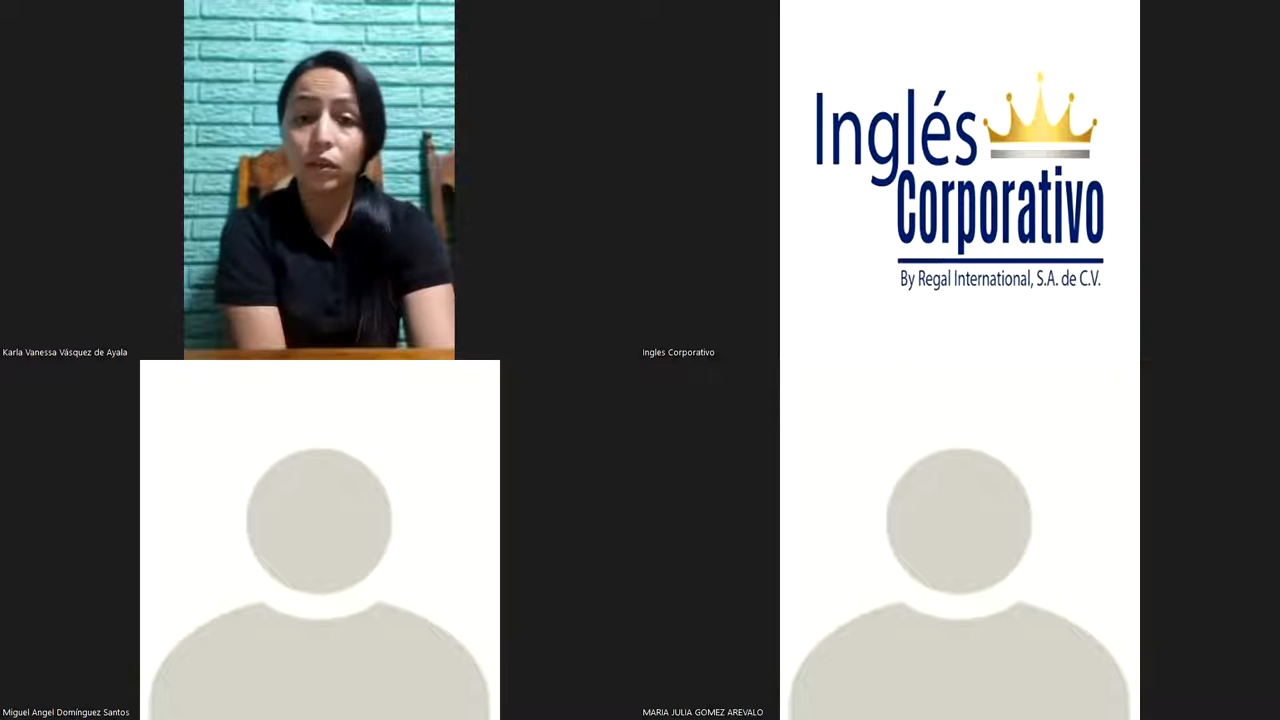 Inglés
Corporativo
By Regal International, S.A. de C.V.
Karla Vanessa Vásquez de Ayala
Ingles Corporativo
Miguel Angel Domínguez Santos
MARIA JULIA GOMEZ AREVALO